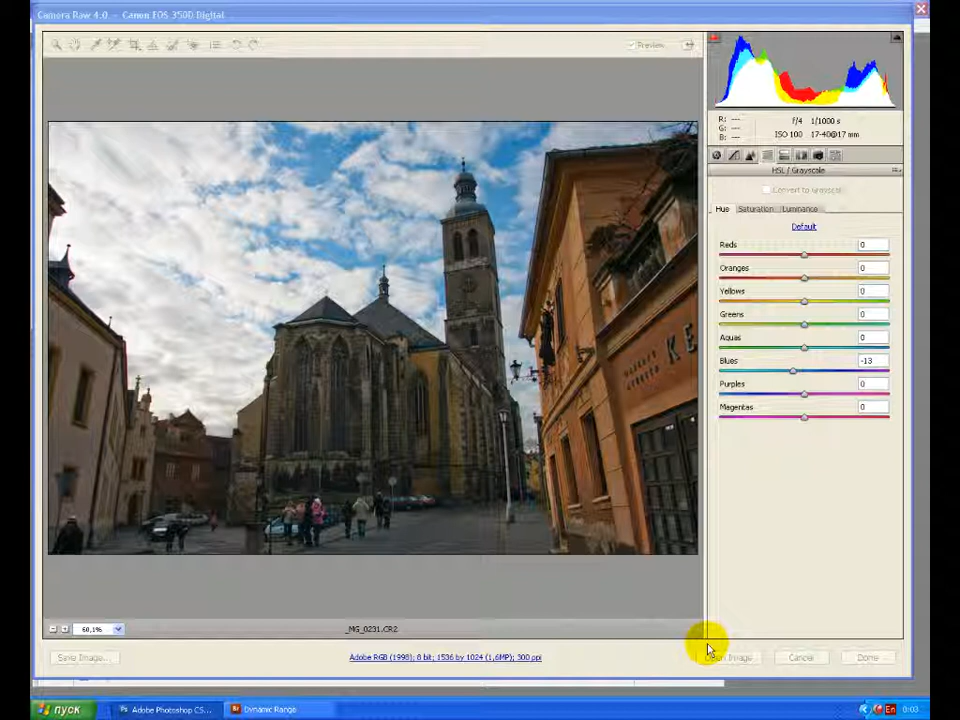 Camera Raw 4.0 - Canon EOS 350D Digital
Preview
R: ---
G: ---
B: ---
f/4 1/1000 s
ISO 100 17-40@17 mm
HSL / Grayscale
Convert to Grayscale
Hue Saturation Luminance
Default
Reds 0
Oranges 0
Yellows 0
Greens 0
Aquas 0
Blues -13
Purples 0
Magentas 0
KE
60,1%
_MG_0231.CR2
Save Image...
Adobe RGB (1998); 8 bit; 1536 by 1024 (1,6MP); 300 ppi
Open Image
Cancel
Done
пуск
Adobe Photoshop CS...
Dynamic Range
En
0:03